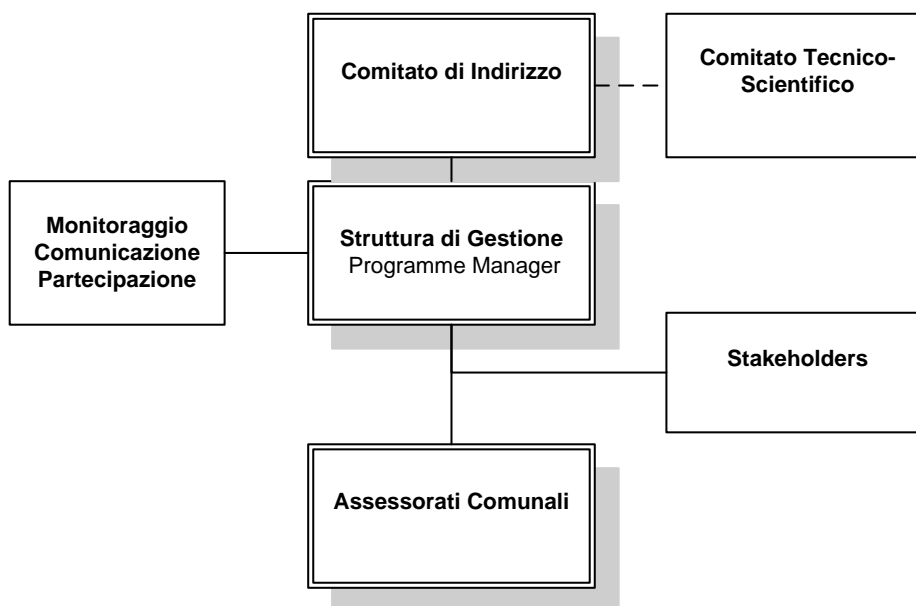 Comitato di Indirizzo
Comitato Tecnico-
Scientifico
Monitoraggio
Comunicazione
Partecipazione
Struttura di Gestione
Programme Manager
Stakeholders
Assessorati Comunali